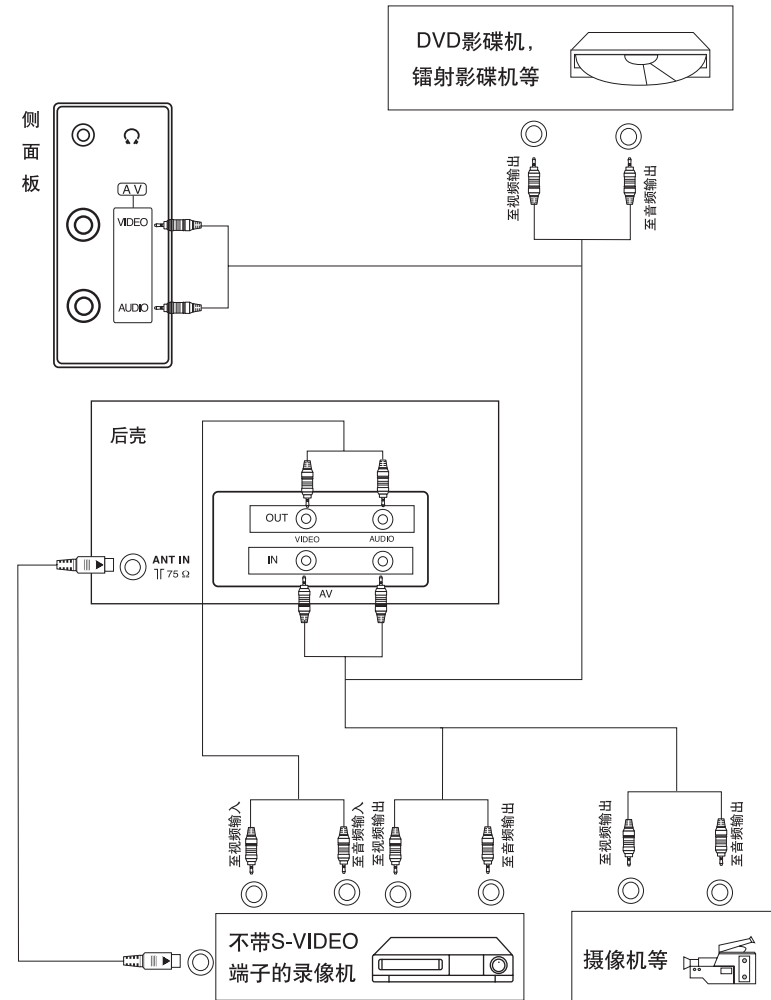 DVD影碟机，
镭射影碟机等
至视频输出
至音频输出
侧面板
AV
VIDEO
AUDIO
后壳
OUT
VIDEO
AUDIO
IN
AV
ANT IN
75 Ω
至视频输入
至音频输入
至视频输出
至音频输出
至视频输出
至音频输出
不带S-VIDEO
端子的录像机
摄像机等